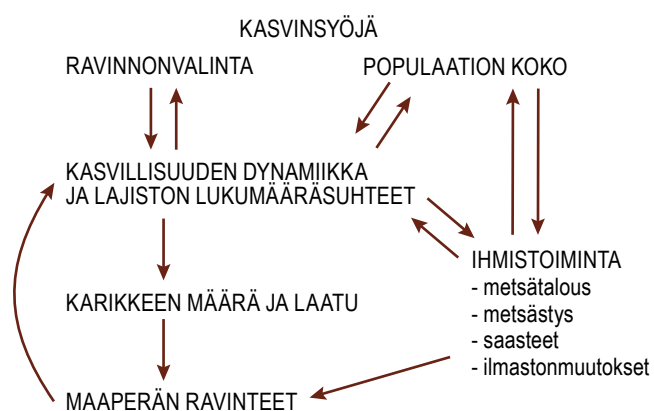 KASVINSYÖJÄ
RAVINNONVALINTA
POPULAATION KOKO
KASVILLISUUDEN DYNAMIIKKA
JA LAJISTON LUKUMÄÄRÄSUHTEET
IHMISTOIMINTA
- metsätalous
- metsästys
- saasteet
- ilmastonmuutokset
KARIKKEEN MÄÄRÄ JA LAATU
MAAPERÄN RAVINTEET